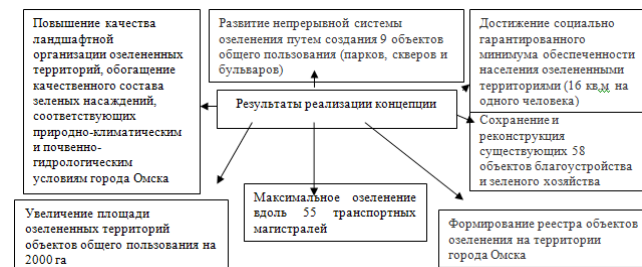 Повышение качества
ландшафтной
организации озелененных
территорий, обогащение
качественного состава
зеленых насаждений,
соответствующих
природно-климатическим
и почвенно-
гидрологическим
условиям города Омска
Развитие непрерывной системы
озеленения путем создания 9 объектов
общего пользования (парков, скверов и
бульваров)
Достижение социально
гарантированного
минимума обеспеченности
населения озелененными
территориями (16 кв,м на
одного человека)
Результаты реализации концепции
Сохранение и
реконструкция
существующих 58
объектов благоустройства
и зеленого хозяйства
Увеличение площади
озелененных территорий
объектов общего пользования на
2000 га
Максимальное озеленение
вдоль 55 транспортных
магистралей
Формирование реестра объектов
озеленения на территории
города Омска